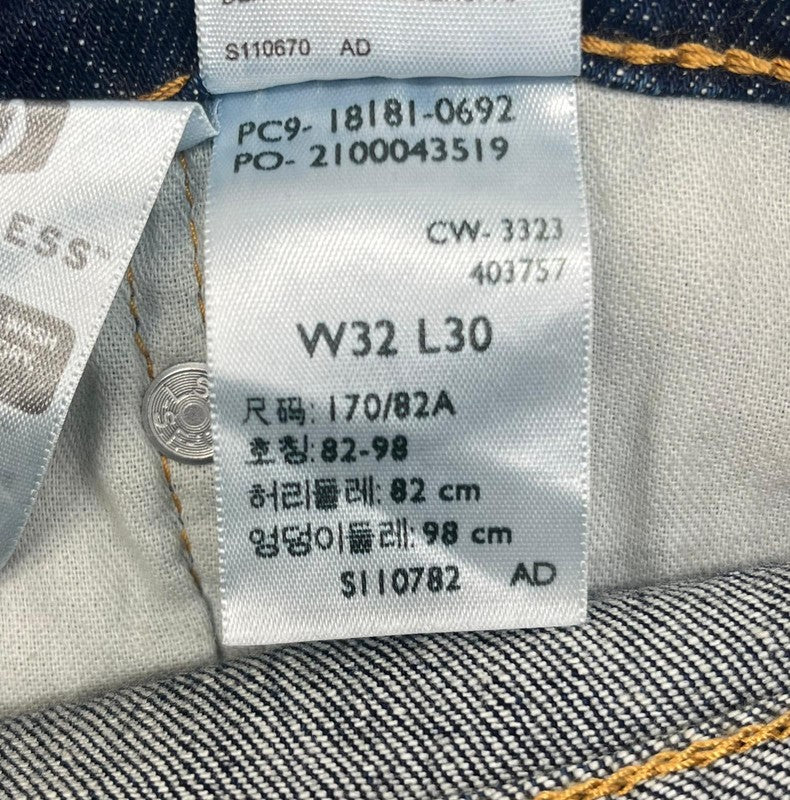 S110670 AD
PC9- 18181-0692
PO- 2100043519
CW- 3323
403757
W32 L30
尺码: 170/82A
호칭: 82-98
허리둘레: 82 cm
엉덩이둘레: 98 cm
S110782 AD
ESS™